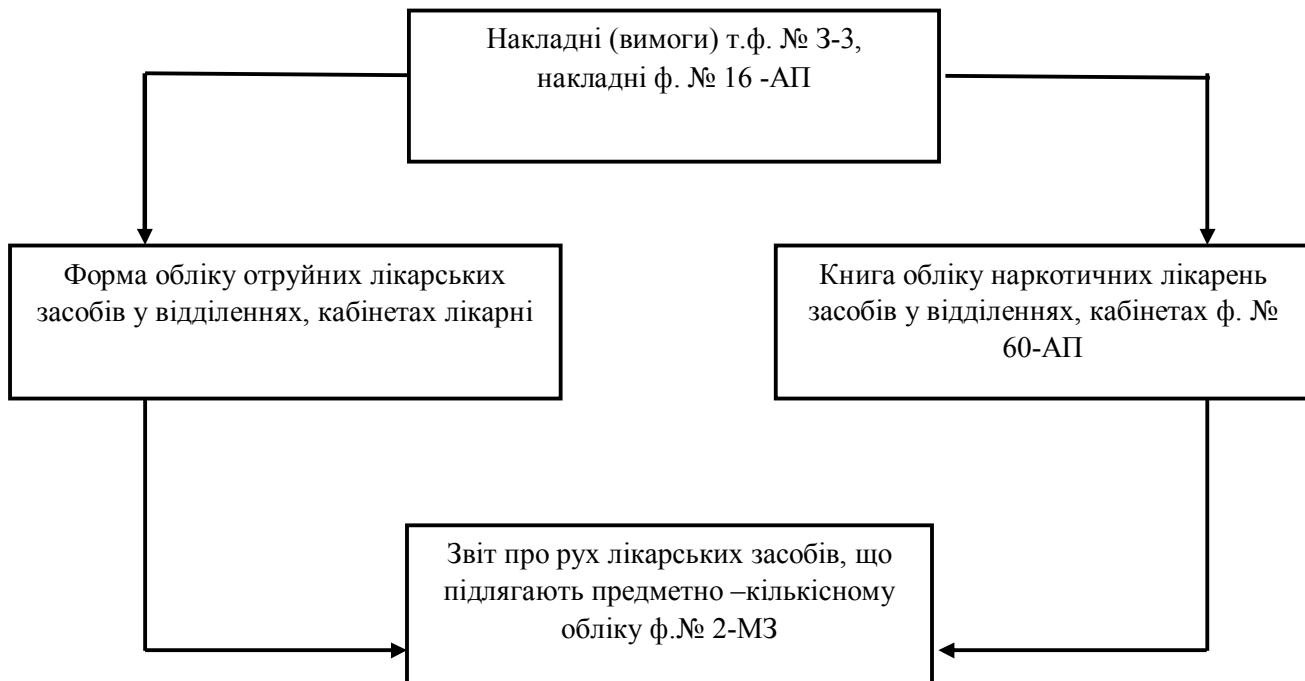 Накладні (вимоги) т.ф. № З-3,
накладні ф. № 16 -АП
Форма обліку отруйних лікарських
засобів у відділеннях, кабінетах лікарні
Книга обліку наркотичних лікарень
засобів у відділеннях, кабінетах ф. №
60-АП
Звіт про рух лікарських засобів, що
підлягають предметно –кількісному
обліку ф.№ 2-МЗ